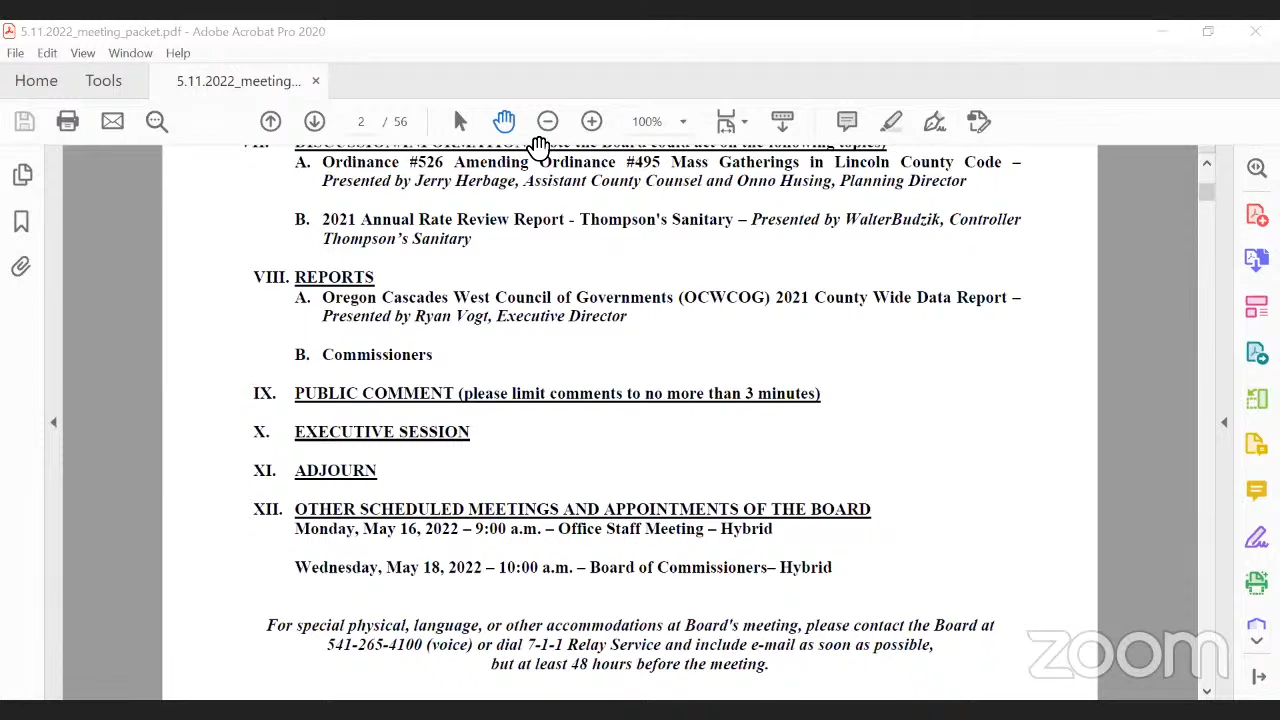 5.11.2022_meeting_packet.pdf - Adobe Acrobat Pro 2020
File Edit View Window Help
Home Tools 5.11.2022_meeting... ×
2 / 56 100%
A. Ordinance #526 Amending Ordinance #495 Mass Gatherings in Lincoln County Code –
Presented by Jerry Herbage, Assistant County Counsel and Onno Husing, Planning Director
B. 2021 Annual Rate Review Report - Thompson's Sanitary – Presented by WalterBudzik, Controller
Thompson's Sanitary
VIII. REPORTS
A. Oregon Cascades West Council of Governments (OCWCOG) 2021 County Wide Data Report –
Presented by Ryan Vogt, Executive Director
B. Commissioners
IX. PUBLIC COMMENT (please limit comments to no more than 3 minutes)
X. EXECUTIVE SESSION
XI. ADJOURN
XII. OTHER SCHEDULED MEETINGS AND APPOINTMENTS OF THE BOARD
Monday, May 16, 2022 – 9:00 a.m. – Office Staff Meeting – Hybrid
Wednesday, May 18, 2022 – 10:00 a.m. – Board of Commissioners– Hybrid
For special physical, language, or other accommodations at Board's meeting, please contact the Board at
541-265-4100 (voice) or dial 7-1-1 Relay Service and include e-mail as soon as possible,
but at least 48 hours before the meeting.
zoom